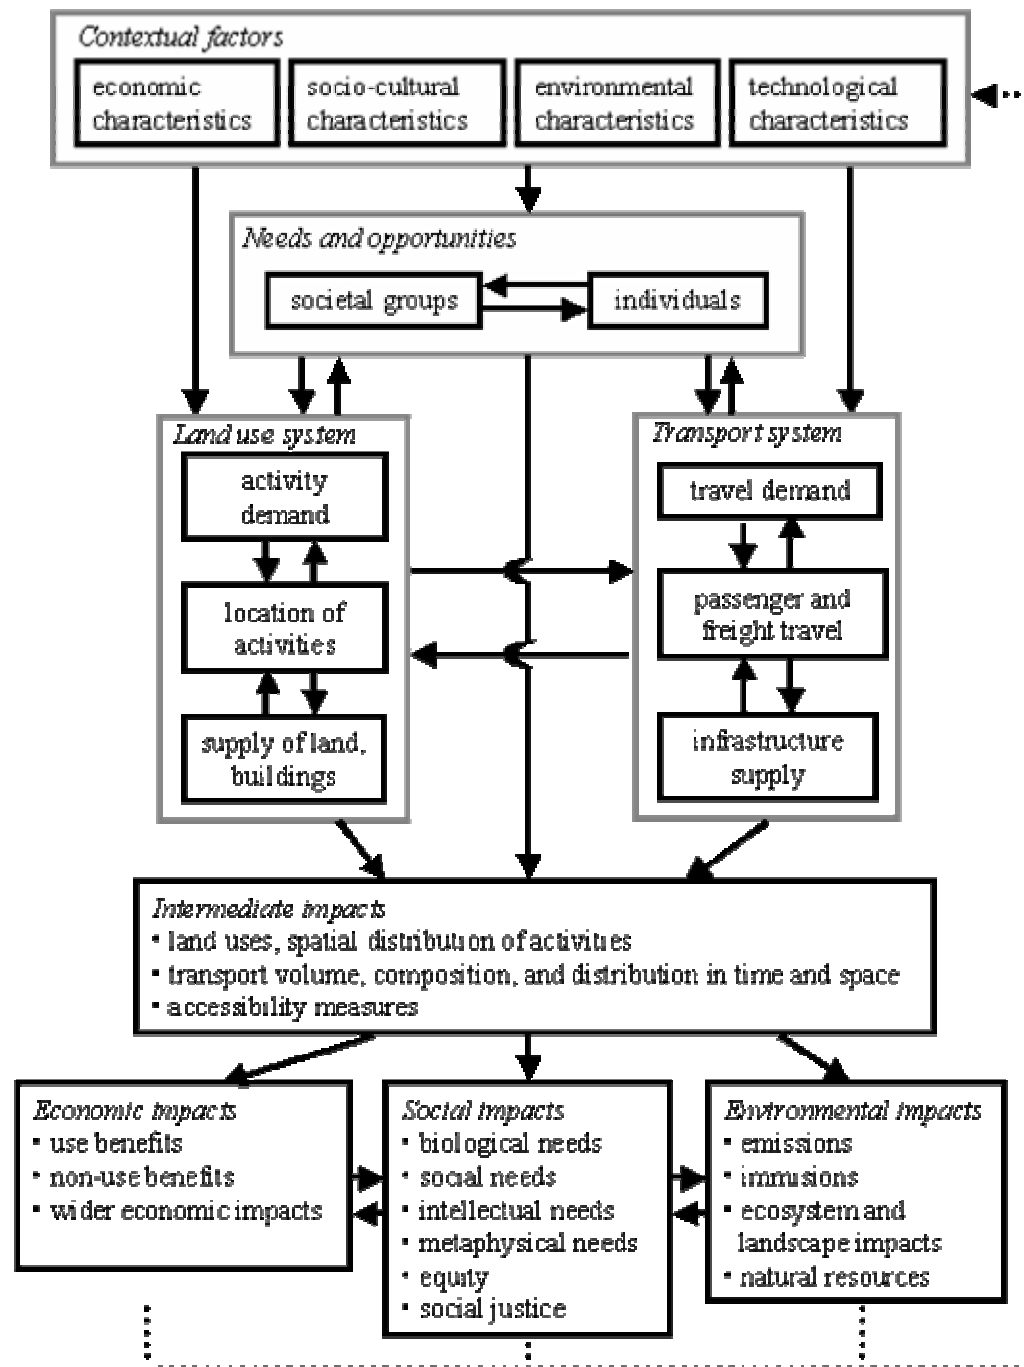 Contextual factors
economic
characteristics
socio-cultural
characteristics
environmental
characteristics
technological
characteristics
Needs and opportunities
societal groups
individuals
Land use system
activity
demand
location of
activities
supply of land,
buildings
Transport system
travel demand
passenger and
freight travel
infrastructure
supply
Intermediate impacts
▪ land uses, spatial distribution of activities
▪ transport volume, composition, and distribution in time and space
▪ accessibility measures
Economic impacts
▪ use benefits
▪ non-use benefits
▪ wider economic impacts
Social impacts
▪ biological needs
▪ social needs
▪ intellectual needs
▪ metaphysical needs
▪ equity
▪ social justice
Environmental impacts
▪ emissions
▪ immisions
▪ ecosystem and
landscape impacts
▪ natural resources